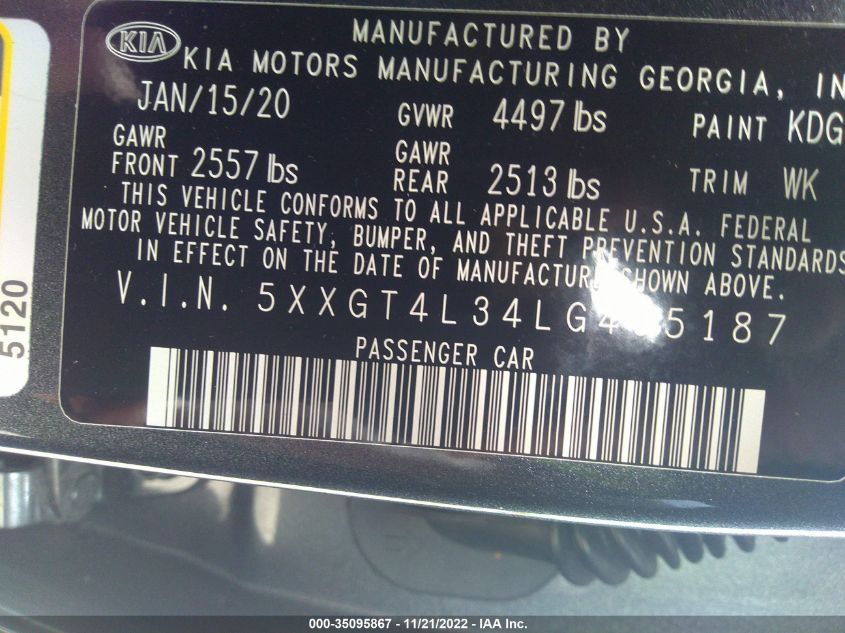 KIA
MANUFACTURED BY
KIA MOTORS MANUFACTURING GEORGIA, IN
JAN/15/20 GVWR 4497 lbs PAINT KDG
GAWR FRONT 2557 lbs GAWR REAR 2513 lbs TRIM WK
THIS VEHICLE CONFORMS TO ALL APPLICABLE U.S.A. FEDERAL
MOTOR VEHICLE SAFETY, BUMPER, AND THEFT PREVENTION STANDARDS
IN EFFECT ON THE DATE OF MANUFACTURE SHOWN ABOVE.
V.I.N.
PASSENGER CAR
5120
000-35095867 - 11/21/2022 - IAA Inc.